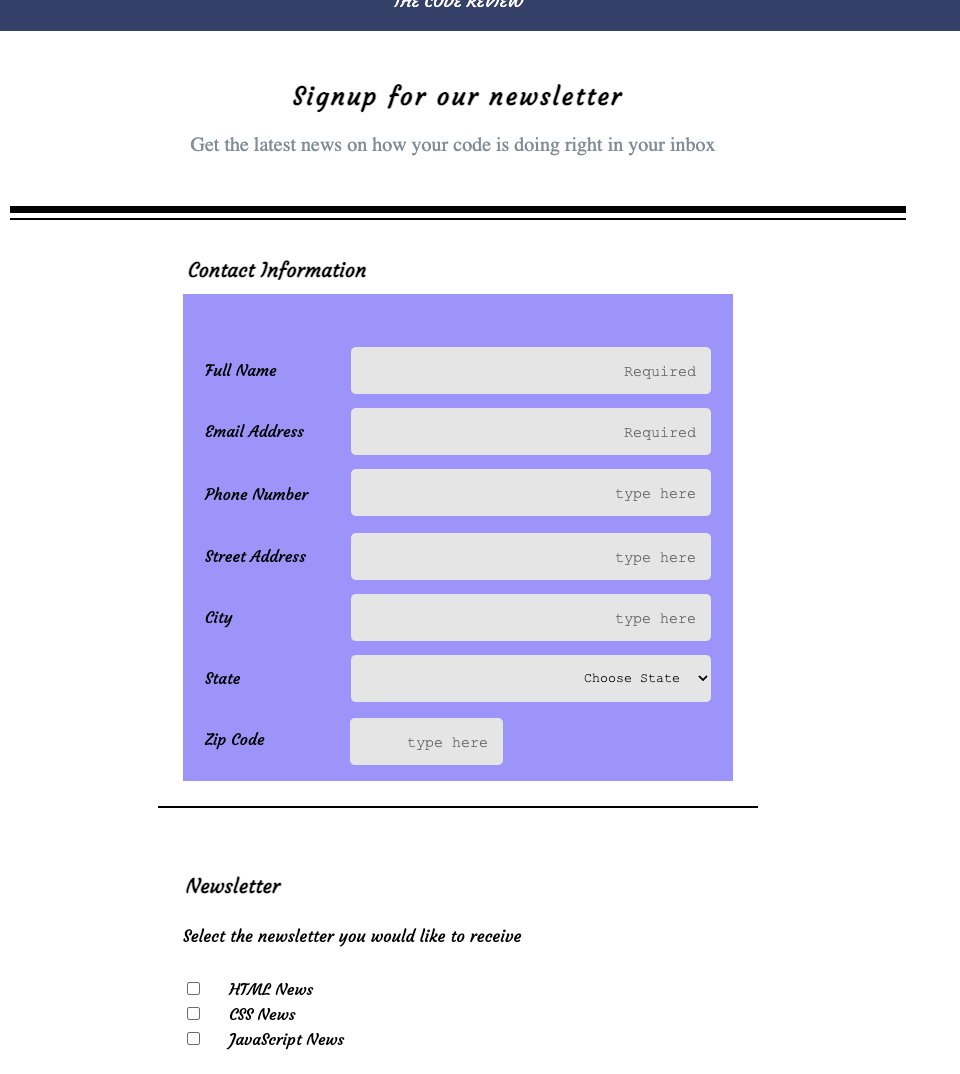 THE CODE REVIEW
Signup for our newsletter
Get the latest news on how your code is doing right in your inbox
Contact Information
Full Name Required
Email Address Required
Phone Number type here
Street Address type here
City type here
State Choose State
Zip Code type here
Newsletter
Select the newsletter you would like to receive
HTML News
CSS News
JavaScript News